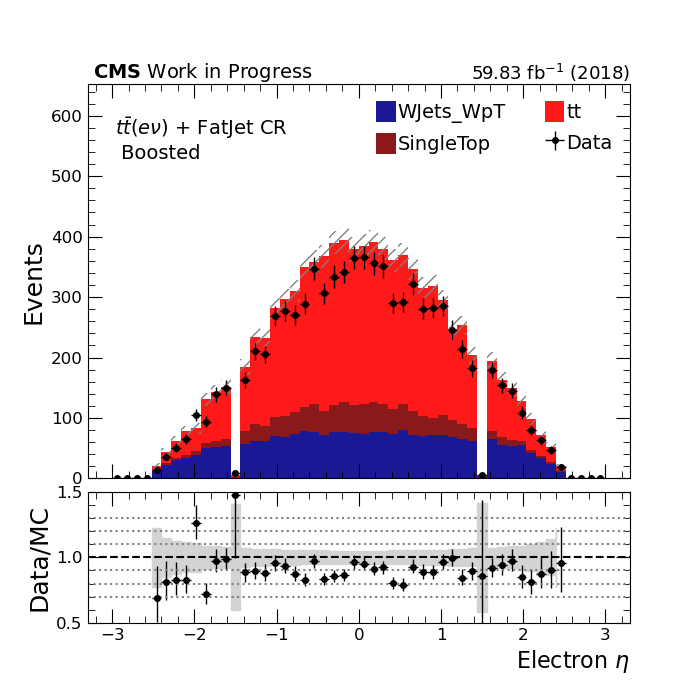 CMS Work in Progress 59.83 fb⁻¹ (2018)
tt̄(eν) + FatJet CR
Boosted
WJets_WpT
SingleTop
tt
Data
Events
600
500
400
300
200
100
0
Data/MC
1.5
1.0
0.5
−3 −2 −1 0 1 2 3
Electron η